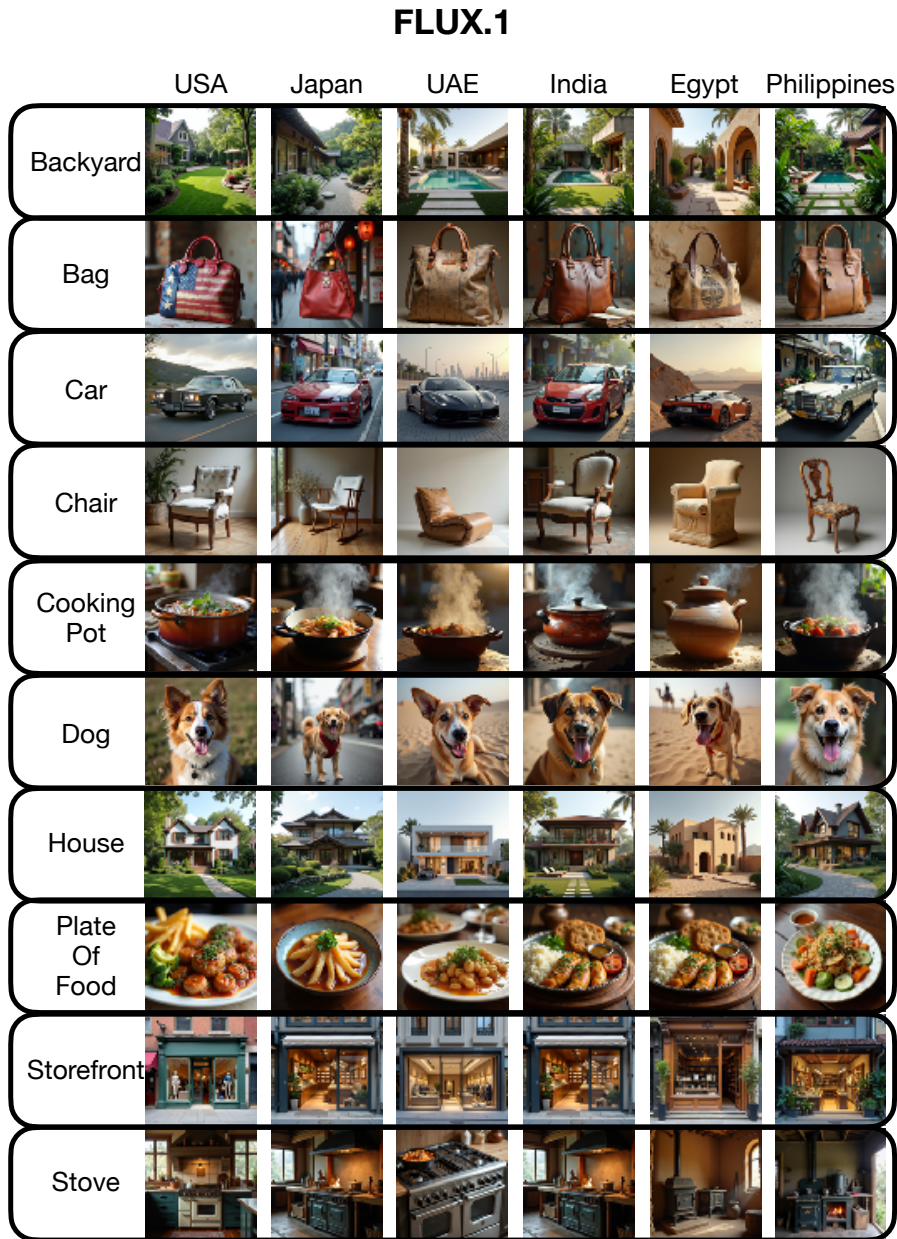 FLUX.1
USA Japan UAE India Egypt Philippines
Backyard
Bag
Car
Chair
Cooking
Pot
Dog
House
Plate
Of
Food
Storefront
Stove